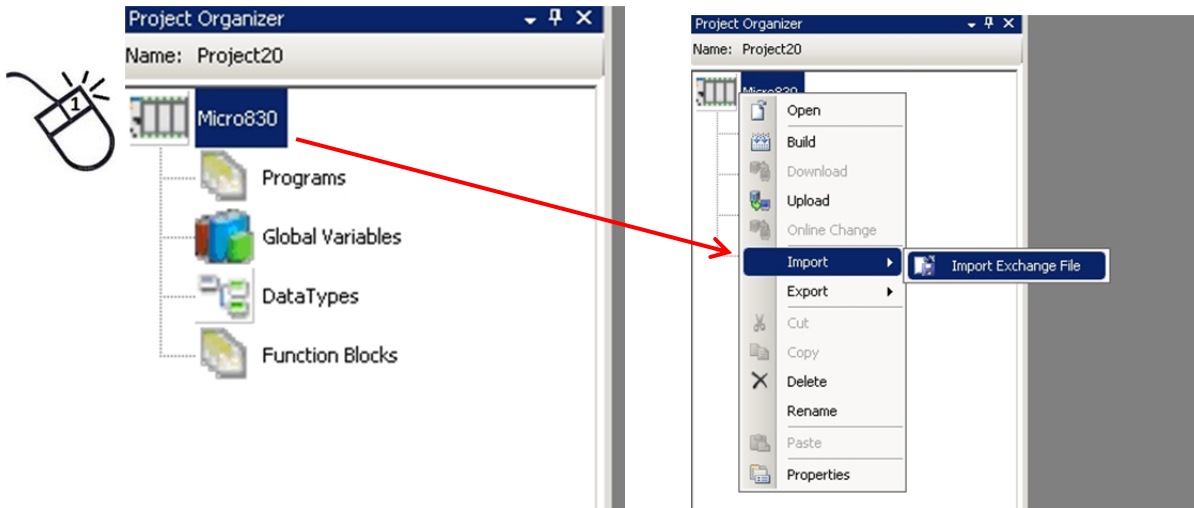 Project Organizer
Name: Project20
1
Micro830
Programs
Global Variables
DataTypes
Function Blocks
Project Organizer
Name: Project20
Micro830
Open
Build
Download
Upload
Online Change
Import
Import Exchange File
Export
Cut
Copy
Delete
Rename
Paste
Properties